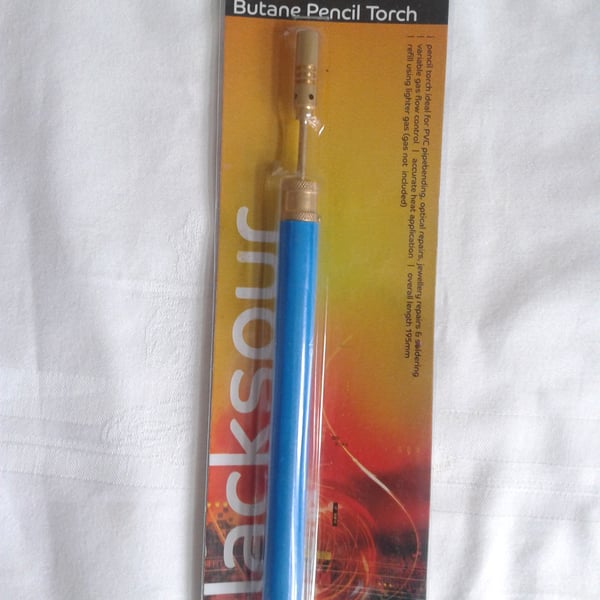 Butane Pencil Torch
| pencil torch ideal for PVC pipebending, optical repairs, jewellery repairs & soldering
| variable gas flow control | accurate heat application | overall length 195mm
| refill using lighter gas (gas not included)
Jacksour